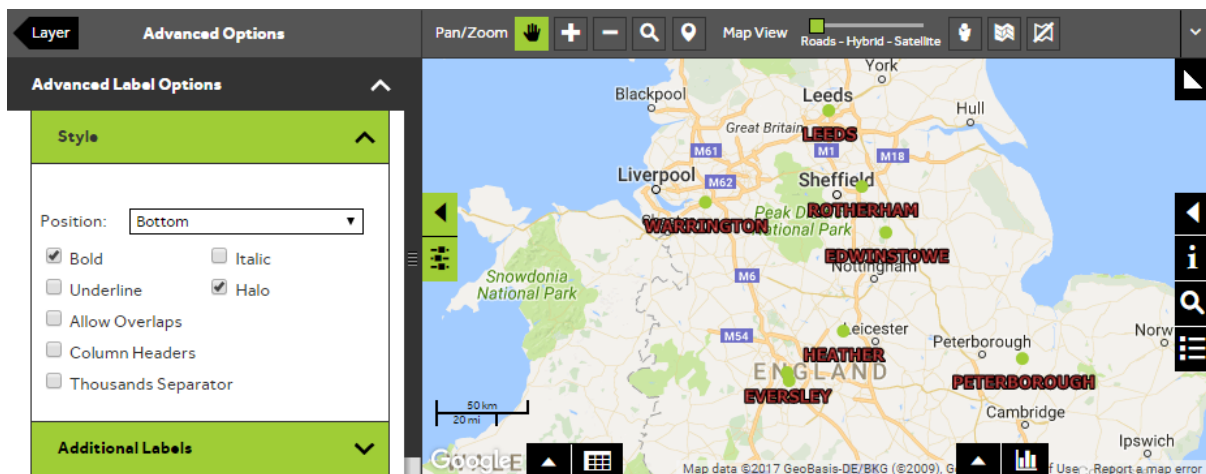 Layer
Advanced Options
Pan/Zoom
Map View
Roads - Hybrid - Satellite
Advanced Label Options
Style
Position:
Bottom
Bold
Italic
Underline
Halo
Allow Overlaps
Column Headers
Thousands Separator
Additional Labels
York
Blackpool
Leeds
Hull
Great Britain
LEEDS
M61
M1
M18
Liverpool
M62
Sheffield
ROTHERHAM
WARRINGTON
National Park
EDWINSTOWE
Nottingham
Snowdonia
National Park
M6
M54
Leicester
Peterborough
Norw
HEATHER
ENGLAND
PETERBOROUGH
EVERSLEY
50 km
20 mi
Cambridge
Ipswich
Google
Map data ©2017 GeoBasis-DE/BKG (©2009), G
f Use
Report a map error